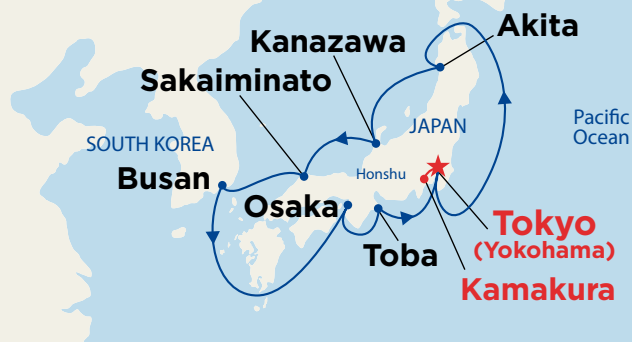 Akita
Kanazawa
Sakaiminato
Pacific
Ocean
JAPAN
SOUTH KOREA
Honshu
Busan
Osaka
Tokyo
(Yokohama)
Toba
Kamakura